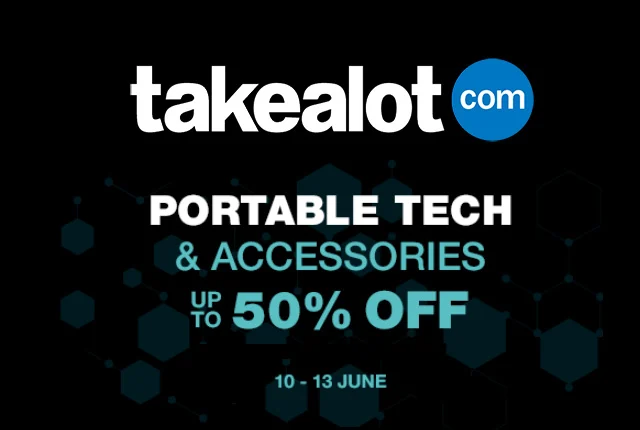 takealot com
PORTABLE TECH
& ACCESSORIES
UP TO 50% OFF
10 - 13 JUNE